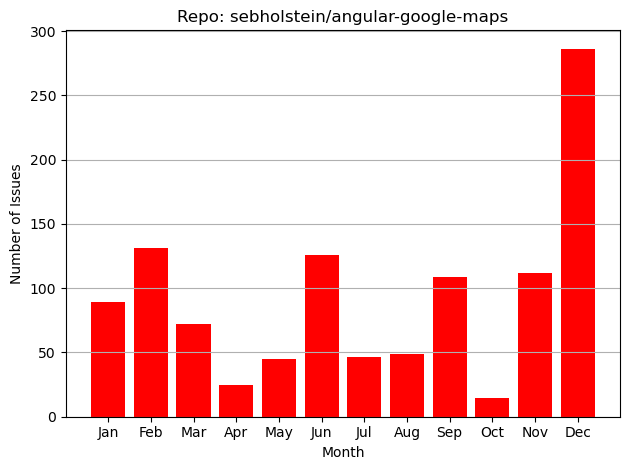 Repo: sebholstein/angular-google-maps
300
250
200
150
100
50
0
Number of Issues
Jan Feb Mar Apr May Jun Jul Aug Sep Oct Nov Dec
Month